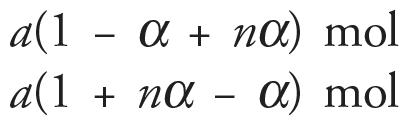 a(1 − α + nα) mol
a(1 + nα − α) mol